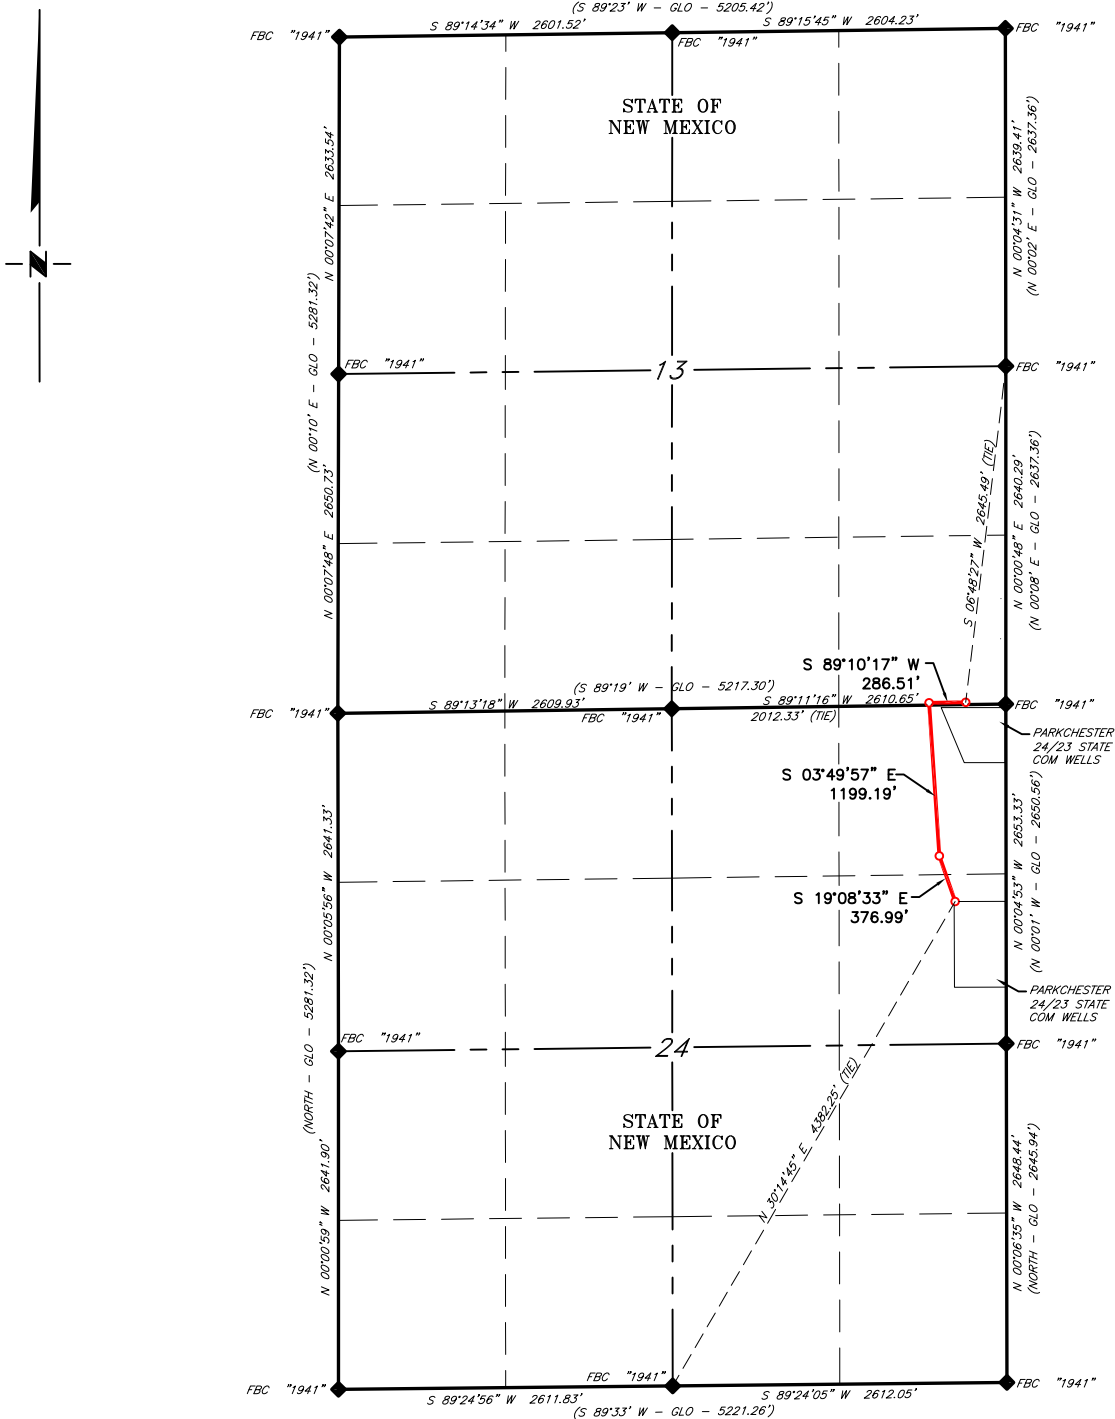 (S 89°23' W - GLO - 5205.42')
S 89°14'34" W 2601.52'
S 89°15'45" W 2604.23'
FBC "1941"
FBC "1941"
FBC "1941"
STATE OF
NEW MEXICO
N 00°07'42" E 2633.54'
N 00°04'31" W 2639.41'
(N 00°02' E - GLO - 2637.36')
N
(N 00°10' E - GLO - 5281.32')
FBC "1941"
13
FBC "1941"
N 00°07'48" E 2650.73'
S 06°48'27" W 2645.49' (TIE)
N 00°00'48" E 2640.29'
(N 00°08' E - GLO - 2637.36')
S 89°10'17" W
286.51'
(S 89°19' W - GLO - 5217.30')
S 89°13'18" W 2609.93'
S 89°11'16" W 2610.65'
FBC "1941"
FBC "1941"
2012.33' (TIE)
FBC "1941"
PARKCHESTER
24/23 STATE
COM WELLS
S 03°49'57" E
1199.19'
N 00°05'56" W 2641.33'
N 00°04'53" W 2653.33'
(N 00°01' W - GLO - 2650.56')
S 19°08'33" E
376.99'
(NORTH - GLO - 5281.32')
PARKCHESTER
24/23 STATE
COM WELLS
FBC "1941"
24
FBC "1941"
STATE OF
NEW MEXICO
N 30°14'45" E 4382.25' (TIE)
N 00°00'59" W 2641.90'
N 00°06'35" W 2648.44'
(NORTH - GLO - 2645.94')
FBC "1941"
FBC "1941"
FBC "1941"
S 89°24'56" W 2611.83'
S 89°24'05" W 2612.05'
(S 89°33' W - GLO - 5221.26')